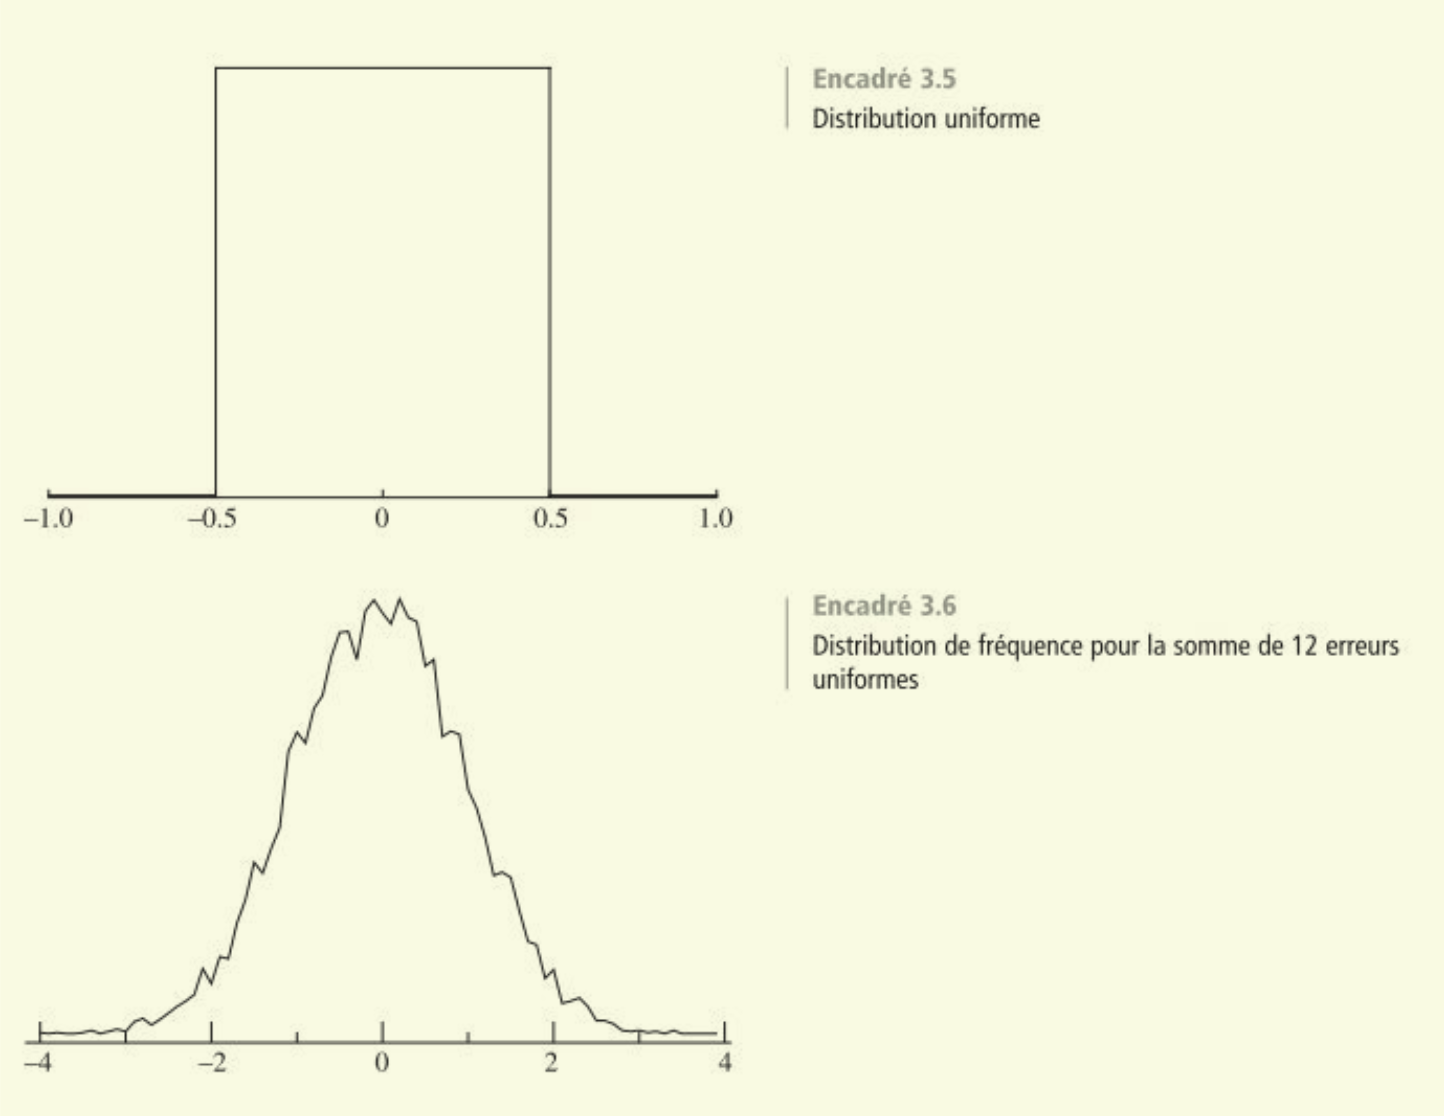 Encadré 3.5
Distribution uniforme
–1.0 –0.5 0 0.5 1.0
Encadré 3.6
Distribution de fréquence pour la somme de 12 erreurs
uniformes
–4 –2 0 2 4